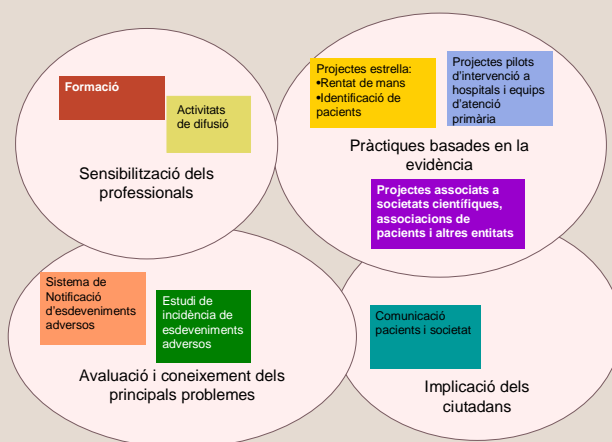 Formació
Activitats
de difusió
Sensibilització dels
professionals
Projectes estrella:
•Rentat de mans
•Identificació de
pacients
Projectes pilots
d'intervenció a
hospitals i equips
d'atenció
primària
Pràctiques basades en la
evidència
Projectes associats a
societats científiques,
associacions de
pacients i altres entitats
Sistema de
Notificació
d'esdeveniments
adversos
Estudi de
incidència de
esdeveniments
adversos
Avaluació i coneixement dels
principals problemes
Comunicació
pacients i societat
Implicació dels
ciutadans